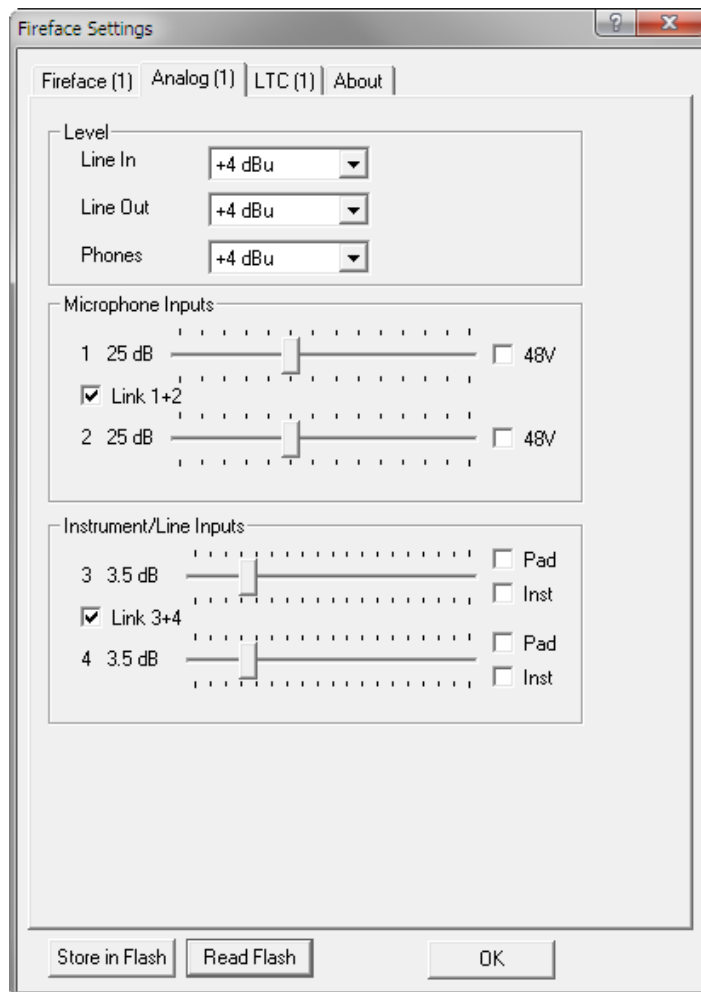 Fireface Settings
Fireface (1) Analog (1) LTC (1) About
Level
Line In +4 dBu
Line Out +4 dBu
Phones +4 dBu
Microphone Inputs
1 25 dB 48V
Link 1+2
2 25 dB 48V
Instrument/Line Inputs
3 3.5 dB Pad
Inst
Link 3+4
4 3.5 dB Pad
Inst
Store in Flash Read Flash OK